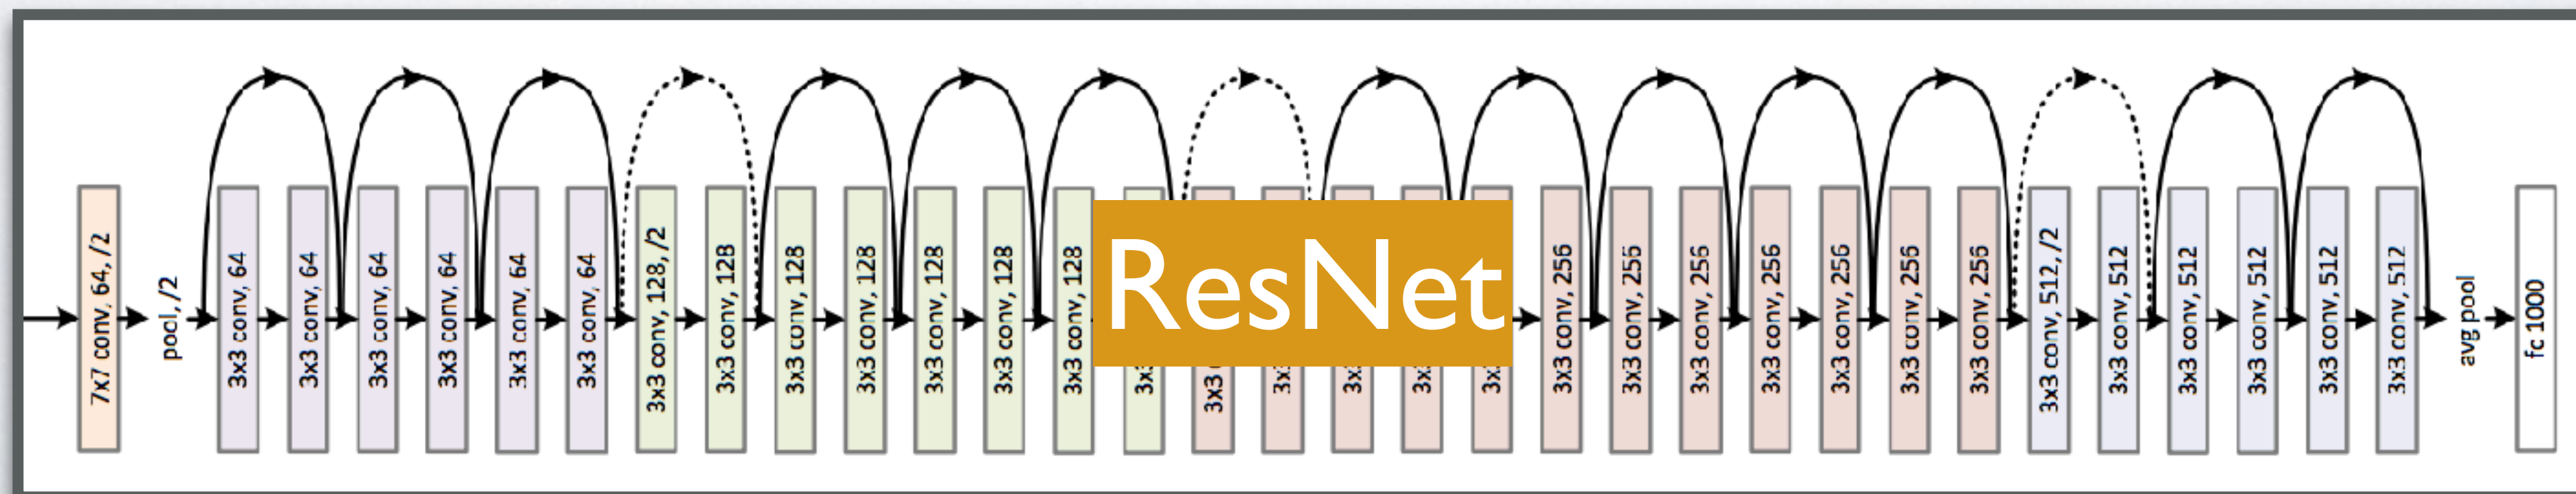 7x7 conv, 64, /2
pool, /2
3x3 conv, 64
3x3 conv, 64
3x3 conv, 64
3x3 conv, 64
3x3 conv, 64
3x3 conv, 64
3x3 conv, 128, /2
3x3 conv, 128
3x3 conv, 128
3x3 conv, 128
3x3 conv, 128
3x3 conv, 128
3x3 conv, 128
ResNet
3x3 conv, 256
3x3 conv, 256
3x3 conv, 256
3x3 conv, 256
3x3 conv, 256
3x3 conv, 256
3x3 conv, 256
3x3 conv, 512, /2
3x3 conv, 512
3x3 conv, 512
3x3 conv, 512
3x3 conv, 512
3x3 conv, 512
avg pool
fc 1000